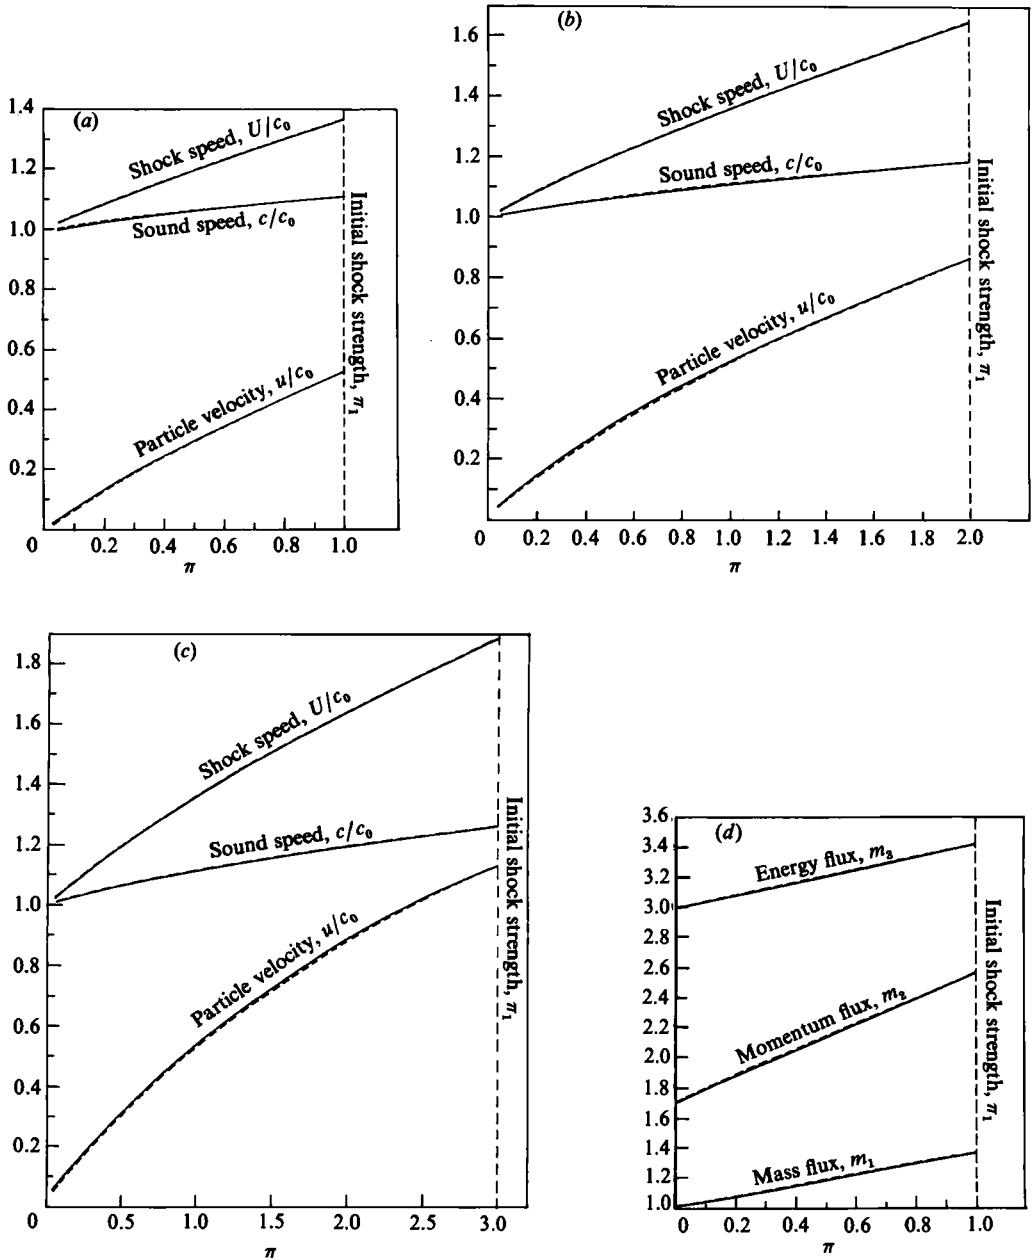 (a)
1.4
1.2
1.0
0.8
0.6
0.4
0.2
0
Shock speed, U/c₀
Sound speed, c/c₀
Particle velocity, u/c₀
Initial shock strength, π₁
0.2 0.4 0.6 0.8 1.0
π
(b)
1.6
1.4
1.2
1.0
0.8
0.6
0.4
0.2
0
Shock speed, U/c₀
Sound speed, c/c₀
Particle velocity, u/c₀
Initial shock strength, π₁
0.2 0.4 0.6 0.8 1.0 1.2 1.4 1.6 1.8 2.0
π
(c)
1.8
1.6
1.4
1.2
1.0
0.8
0.6
0.4
0.2
0
Shock speed, U/c₀
Sound speed, c/c₀
Particle velocity, u/c₀
Initial shock strength, π₁
0.5 1.0 1.5 2.0 2.5 3.0
π
(d)
3.6
3.4
3.2
3.0
2.8
2.6
2.4
2.2
2.0
1.8
1.6
1.4
1.2
1.0
Energy flux, m₃
Momentum flux, m₂
Mass flux, m₁
Initial shock strength, π₁
0 0.2 0.4 0.6 0.8 1.0
π